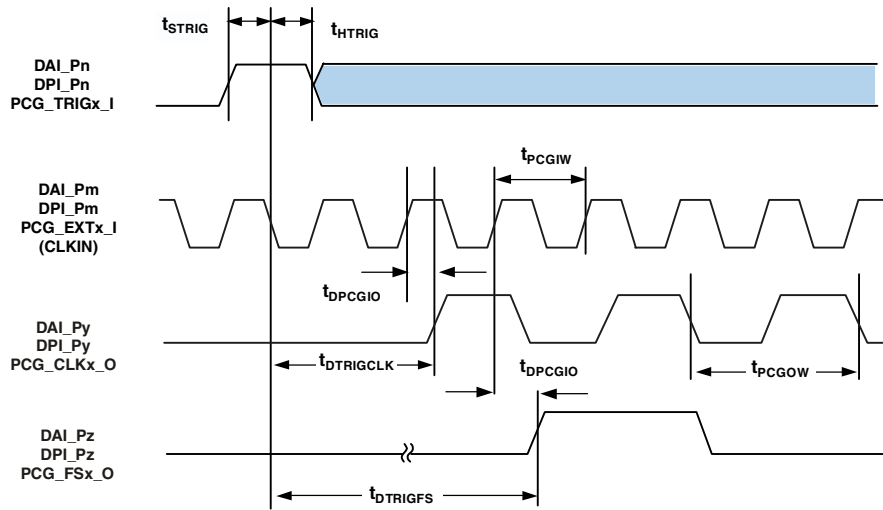 tSTRIG
tHTRIG
DAI_Pn
DPI_Pn
PCG_TRIGx_I
tPCGIW
DAI_Pm
DPI_Pm
PCG_EXTx_I
(CLKIN)
tDPCGIO
DAI_Py
DPI_Py
PCG_CLKx_O
tDTRIGCLK
tDPCGIO
tPCGOW
DAI_Pz
DPI_Pz
PCG_FSx_O
tDTRIGFS